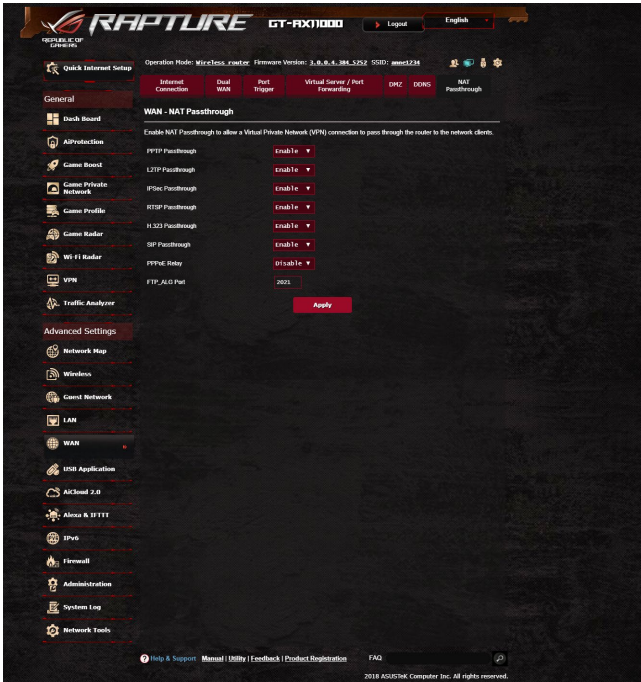 REPUBLIC OF
GAMERS
RAPTURE
GT-AX11000
Logout
English
Quick Internet Setup
Operation Mode: Wireless router Firmware Version: 3.0.0.4.384_5252 SSID: anne1234
Internet Connection
Dual WAN
Port Trigger
Virtual Server / Port Forwarding
DMZ
DDNS
NAT Passthrough
General
Dash Board
AiProtection
Game Boost
Game Private Network
Game Profile
Game Radar
Wi-Fi Radar
VPN
Traffic Analyzer
Advanced Settings
Network Map
Wireless
Guest Network
LAN
WAN
USB Application
AiCloud 2.0
Alexa & IFTTT
IPv6
Firewall
Administration
System Log
Network Tools
WAN - NAT Passthrough
Enable NAT Passthrough to allow a Virtual Private Network (VPN) connection to pass through the router to the network clients.
PPTP Passthrough Enable
L2TP Passthrough Enable
IPSec Passthrough Enable
RTSP Passthrough Enable
H.323 Passthrough Enable
SIP Passthrough Enable
PPPoE Relay Disable
FTP_ALG Port 2021
Apply
? Help & Support Manual | Utility | Feedback | Product Registration FAQ
2018 ASUSTeK Computer Inc. All rights reserved.